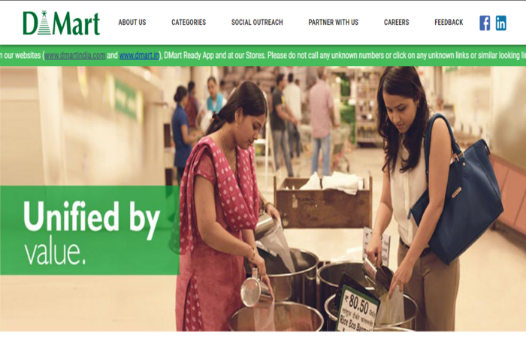 D Mart
ABOUT US
CATEGORIES
SOCIAL OUTREACH
PARTNER WITH US
CAREERS
FEEDBACK
f
in
n our websites (www.dmartindia.com and www.dmart.in), DMart Ready App and at our Stores. Please do not call any unknown numbers or click on any unknown links or similar looking li
Unified by
value.
₹ 80.50